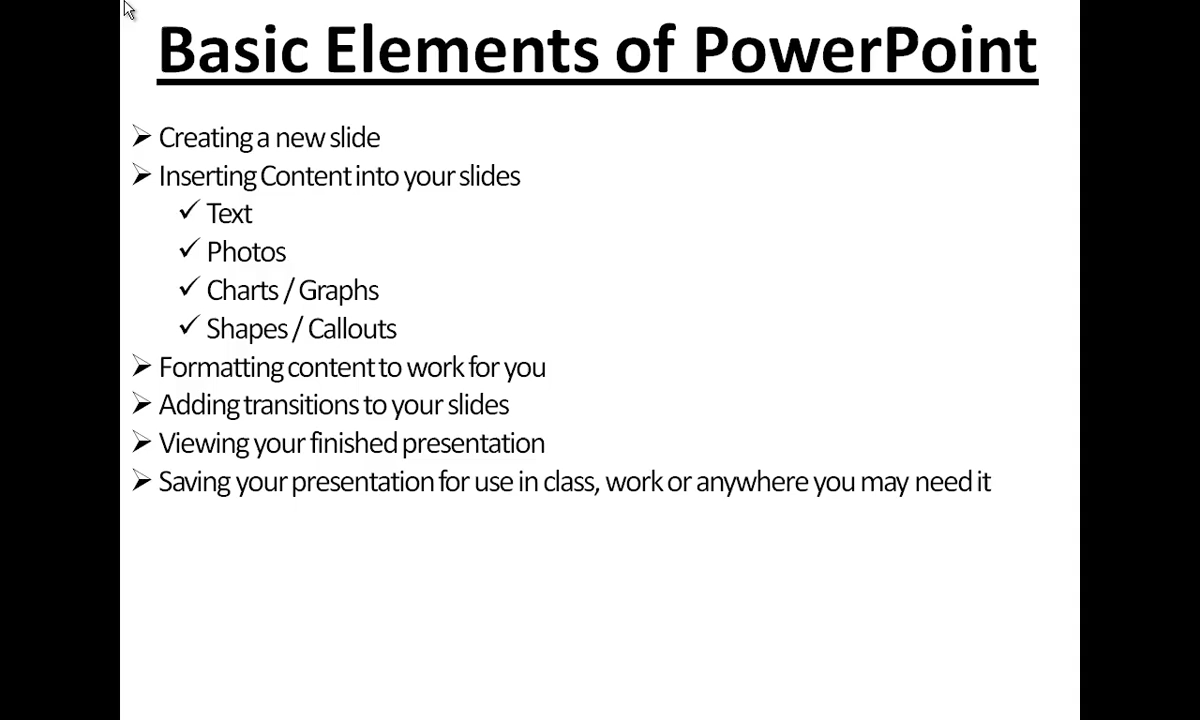 Basic Elements of PowerPoint
Creating a new slide
Inserting Content into your slides
Text
Photos
Charts / Graphs
Shapes / Callouts
Formatting content to work for you
Adding transitions to your slides
Viewing your finished presentation
Saving your presentation for use in class, work or anywhere you may need it